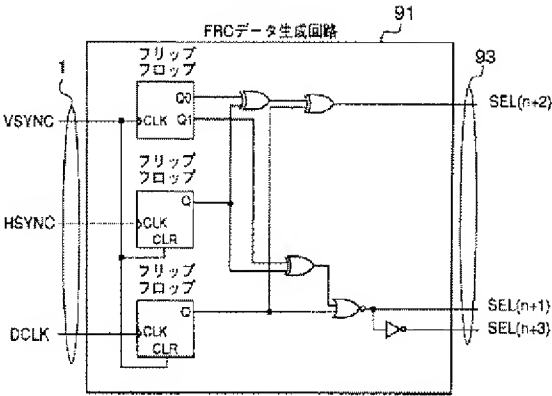 FRCデータ生成回路
91
1
フリップ
フロップ
93
Q0
VSYNC
CLK
Q1
SEL(n+2)
フリップ
フロップ
Q
HSYNC
CLK
CLR
フリップ
フロップ
Q
SEL(n+1)
DCLK
CLK
SEL(n+3)
CLR